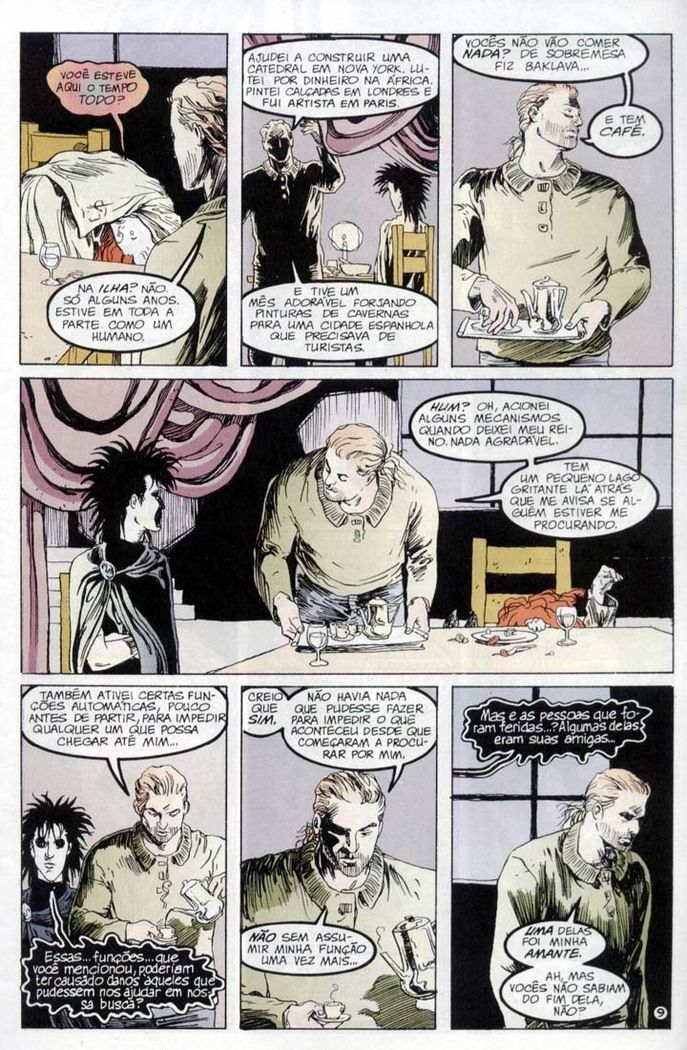 VOCÊ ESTEVE
AQUI O TEMPO
TODO?
NA ILHA? NÃO.
SÓ ALGUNS ANOS.
ESTIVE EM TODA A
PARTE. COMO UM
HUMANO.
AJUDEI A CONSTRUIR UMA
CATEDRAL EM NOVA YORK. LU-
TEI POR DINHEIRO NA ÁFRICA.
PINTEI CALÇADAS EM LONDRES E
FUI ARTISTA EM PARIS.
E TIVE UM
MÊS ADORÁVEL FORJANDO
PINTURAS DE CAVERNAS
PARA UMA CIDADE ESPANHOLA
QUE PRECISAVA DE
TURISTAS.
VOCÊS NÃO VÃO COMER
NADA? DE SOBREMESA
FIZ BAKLAVA...
E TEM
CAFÉ.
HUM? OH, ACIONEI
ALGUNS MECANISMOS
QUANDO DEIXEI MEU REI-
NO. NADA AGRADÁVEL.
TEM
UM PEQUENO LAGO
GRITANTE LÁ ATRÁS
QUE ME AVISA SE AL-
GUÉM ESTIVER ME
PROCURANDO.
TAMBÉM ATIVEI CERTAS FUN-
ÇÕES AUTOMÁTICAS, POUCO
ANTES DE PARTIR, PARA IMPEDIR
QUALQUER UM QUE POSSA
CHEGAR ATÉ MIM...
Essas... funções... que
você mencionou, poderiam
ter causado danos àqueles que
pudessem nos ajudar em nos-
sa busca?
CREIO
QUE
SIM.
NÃO HAVIA NADA
QUE PUDESSE FAZER
PARA IMPEDIR O QUE
ACONTECEU DESDE QUE
COMEÇARAM A PROCU-
RAR POR MIM.
NÃO SEM ASSU-
MIR MINHA FUNÇÃO
UMA VEZ MAIS...
Mas e as pessoas que fo-
ram feridas...? Algumas delas
eram suas amigas...
UMA DELAS
FOI MINHA
AMANTE.
AH, MAS
VOCÊS NÃO SABIAM
DO FIM DELA,
NÃO?
9